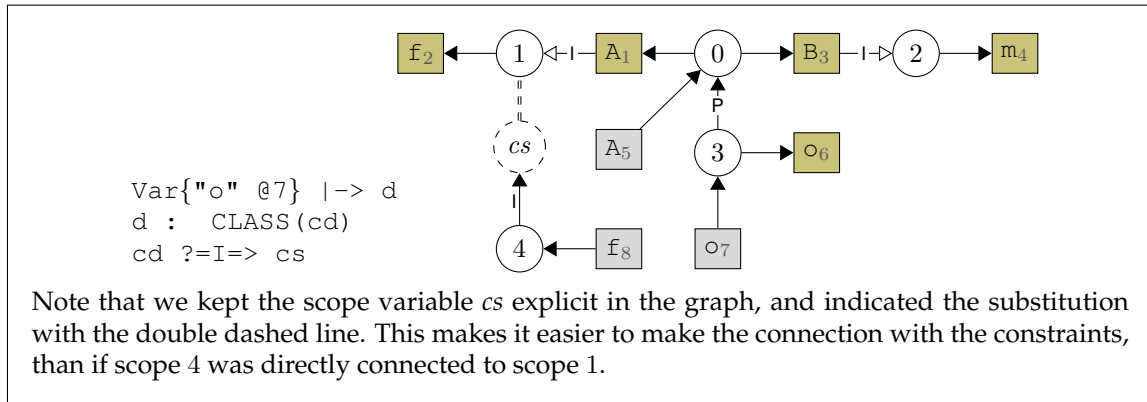 f2 1 I A1 0 B3 I 2 m4
P
cs A5 3 o6
Var{"o" @7} |-> d
d : CLASS(cd)
I
cd ?=I=> cs
4 f8 o7
Note that we kept the scope variable cs explicit in the graph, and indicated the substitution
with the double dashed line. This makes it easier to make the connection with the constraints,
than if scope 4 was directly connected to scope 1.